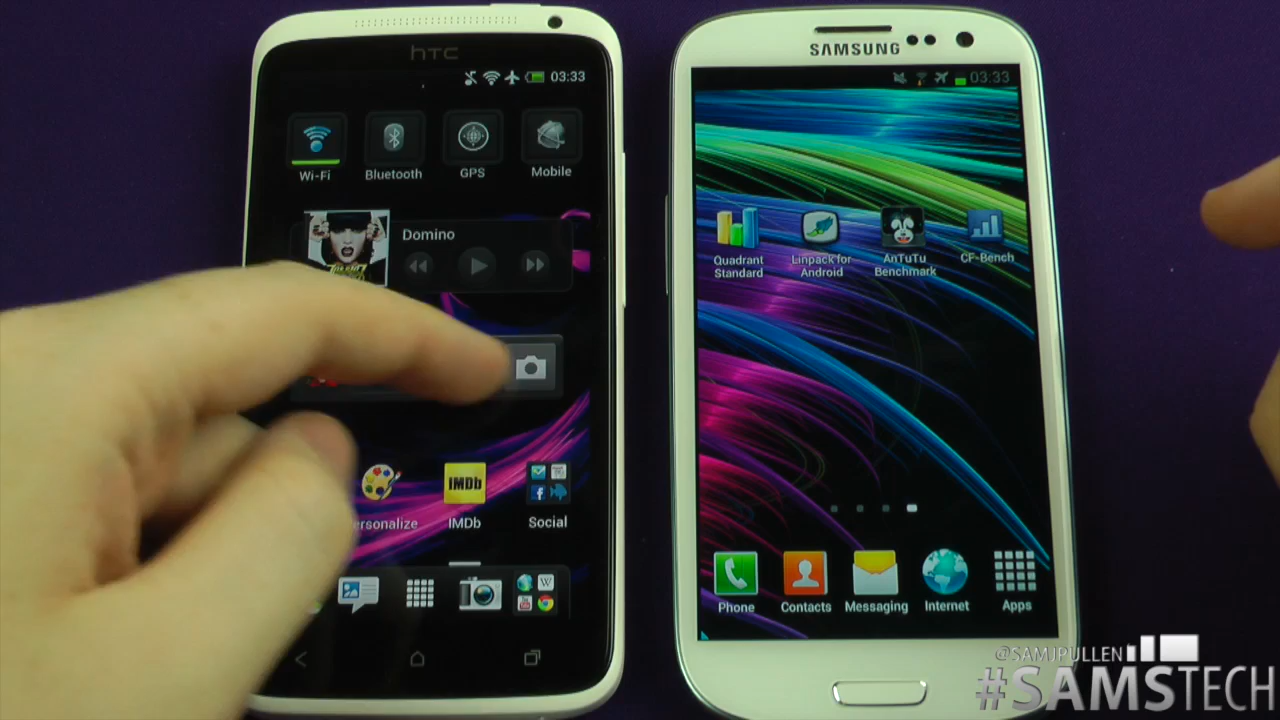 hTC
03:33
Wi-Fi
Bluetooth
GPS
Mobile
Domino
ersonalize
IMDb
IMDb
Social
SAMSUNG
03:33
Quadrant
Standard
Linpack for
Android
AnTuTu
Benchmark
CF-Bench
Phone
Contacts
Messaging
Internet
Apps
@SAMJPULLEN
#SAMSTECH